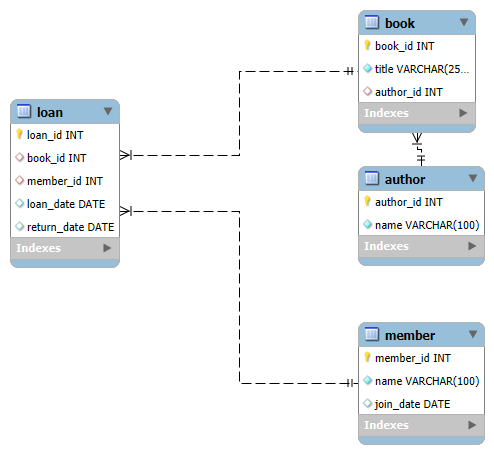 book
book_id INT
title VARCHAR(25...
author_id INT
Indexes
loan
loan_id INT
book_id INT
member_id INT
loan_date DATE
return_date DATE
Indexes
author
author_id INT
name VARCHAR(100)
Indexes
member
member_id INT
name VARCHAR(100)
join_date DATE
Indexes